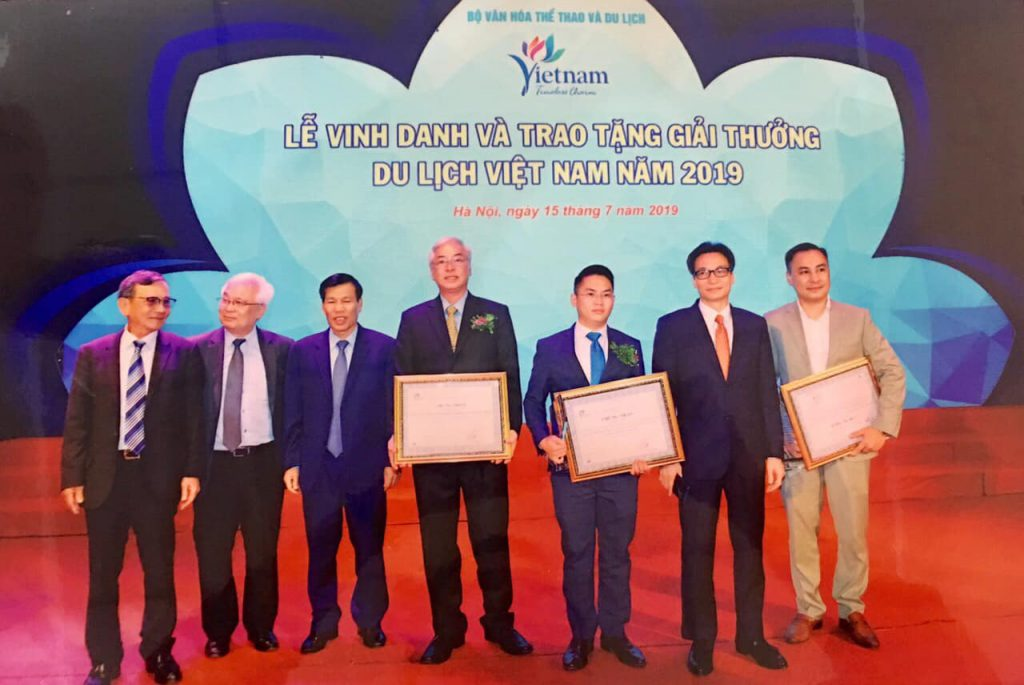 BỘ VĂN HÓA THỂ THAO VÀ DU LỊCH
Vietnam
Timeless Charm
LỄ VINH DANH VÀ TRAO TẶNG GIẢI THƯỞNG
DU LỊCH VIỆT NAM NĂM 2019
Hà Nội, ngày 15 tháng 7 năm 2019